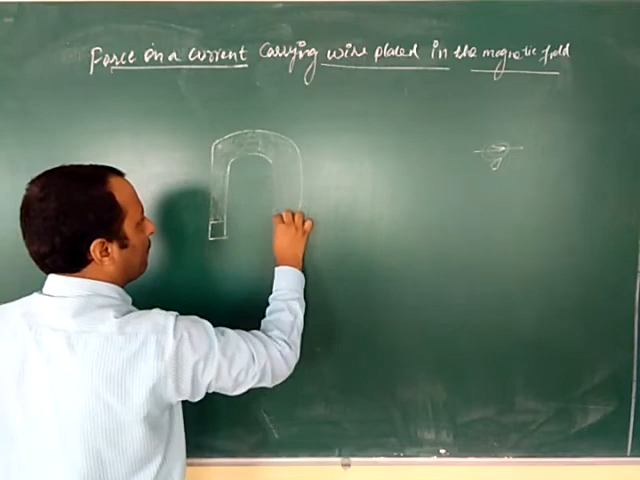 Force on a current carrying wire placed in the magnetic field